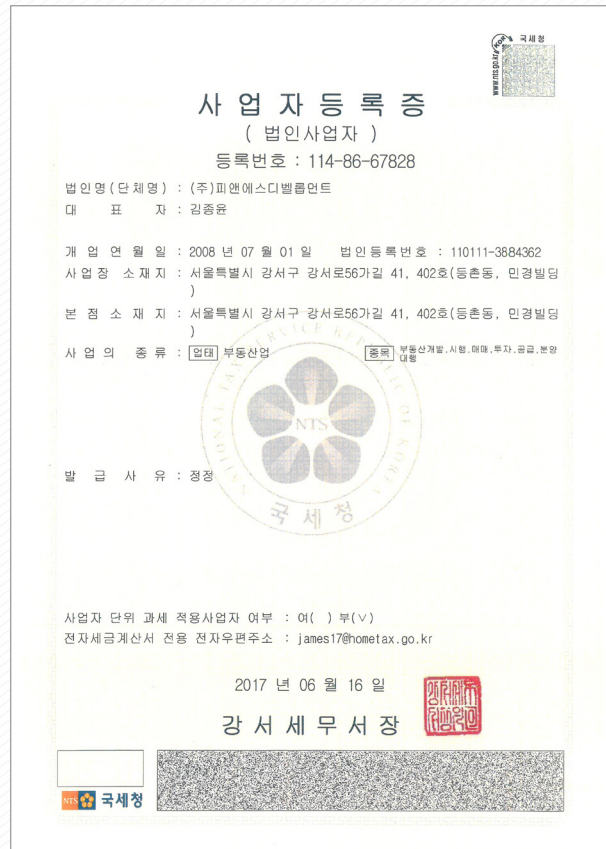 국세청
www.nts.go.kr
사업자등록증
( 법인사업자 )
등록번호 : 114-86-67828
법인명(단체명) : (주)피앤에스디벨롭먼트
대 표 자 : 김종윤
개 업 연 월 일 : 2008 년 07 월 01 일 법인등록번호 : 110111-3884362
사업장 소재지 : 서울특별시 강서구 강서로56가길 41, 402호(등촌동, 민경빌딩
)
본 점 소 재 지 : 서울특별시 강서구 강서로56가길 41, 402호(등촌동, 민경빌딩
)
사 업 의 종 류 : 업태 부동산업 종목 부동산개발,시행,매매,투자,공급,분양
대행
NATIONAL TAX SERVICE REPUBLIC OF KOREA
NTS
국세청
발 급 사 유 : 정정
사업자 단위 과세 적용사업자 여부 : 여( ) 부(∨)
전자세금계산서 전용 전자우편주소 : james17@hometax.go.kr
2017 년 06 월 16 일
강서세무서장
NTS 국세청